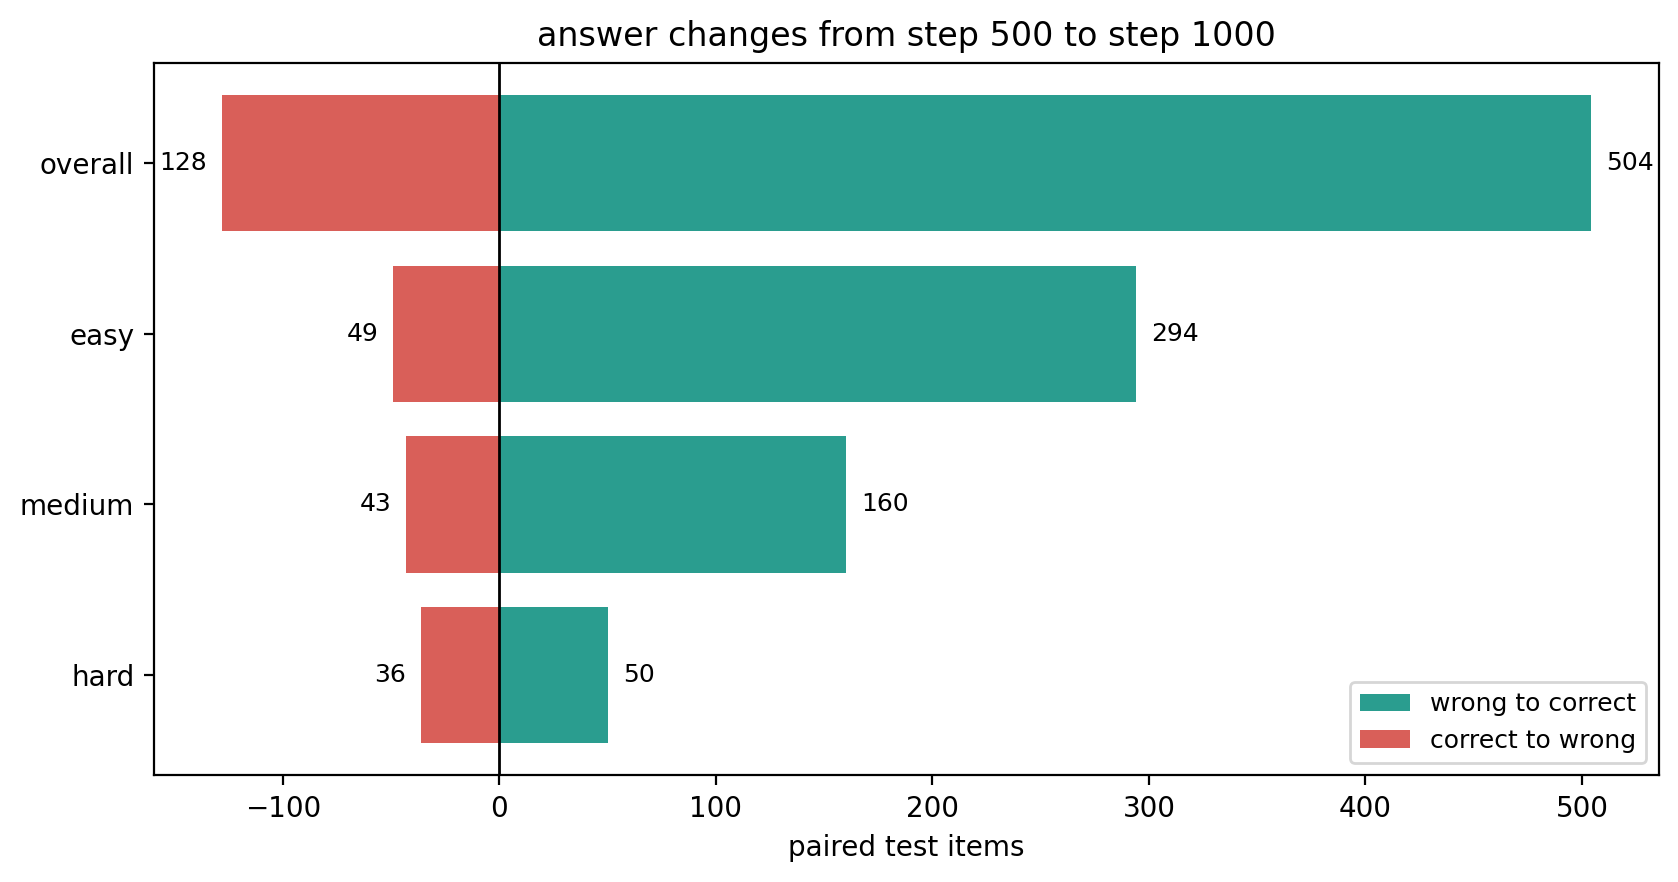 answer changes from step 500 to step 1000
overall
128
504
easy
49
294
medium
43
160
hard
36
50
wrong to correct
correct to wrong
−100
0
100
200
300
400
500
paired test items